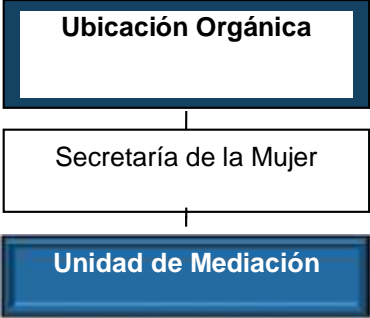 Ubicación Orgánica
Secretaría de la Mujer
Unidad de Mediación